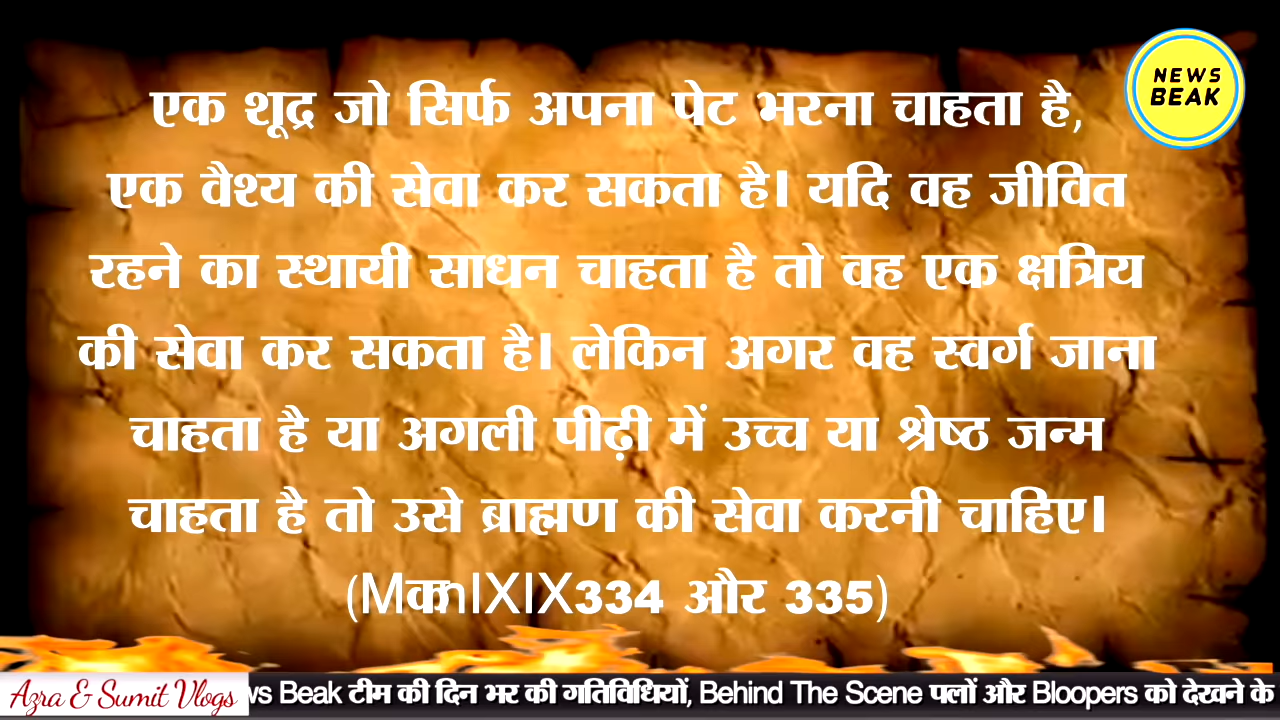 NEWS
BEAK
एक शूद्र जो सिर्फ अपना पेट भरना चाहता है,
एक वैश्य की सेवा कर सकता है। यदि वह जीवित
रहने का स्थायी साधन चाहता है तो वह एक क्षत्रिय
की सेवा कर सकता है। लेकिन अगर वह स्वर्ग जाना
चाहता है या अगली पीढ़ी में उच्च या श्रेष्ठ जन्म
चाहता है तो उसे ब्राह्मण की सेवा करनी चाहिए।
334 और 335)
Azra & Sumit Vlogs
ws Beak टीम की दिन भर की गतिविधियों, Behind The Scene पलों और Bloopers को देखने के